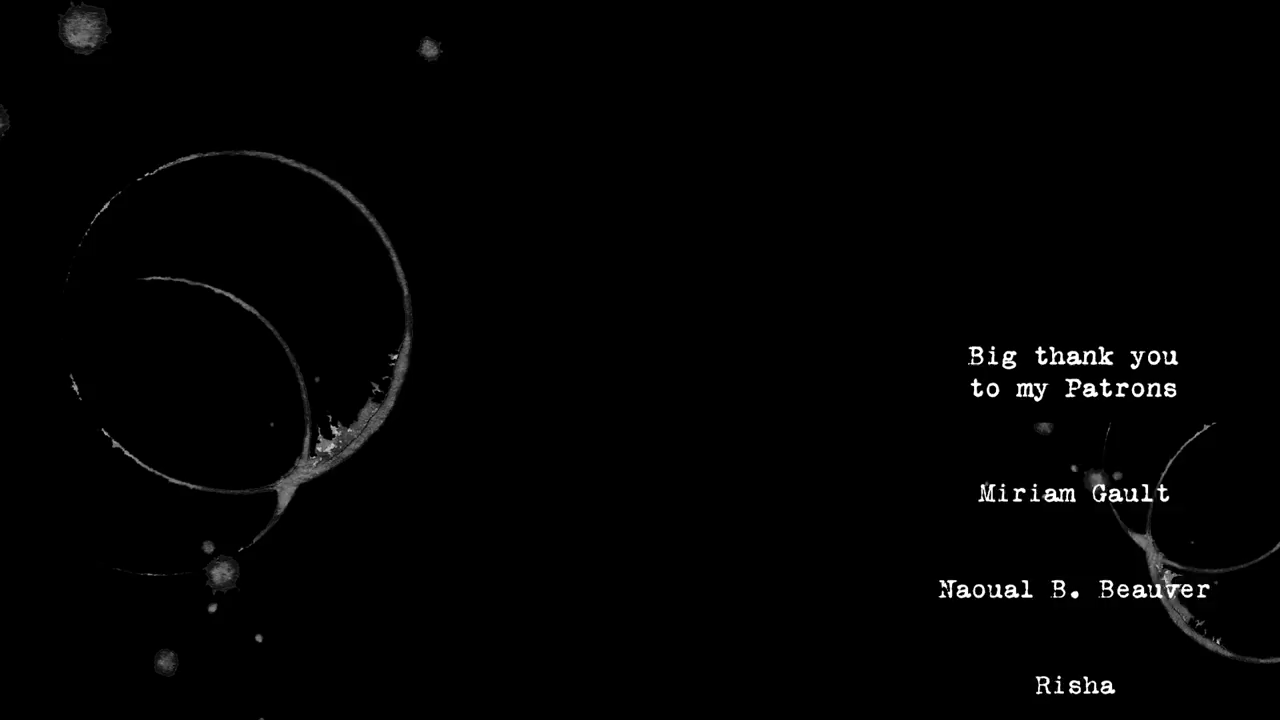 Big thank you
to my Patrons
Miriam Gault
Naoual B. Beauver
Risha